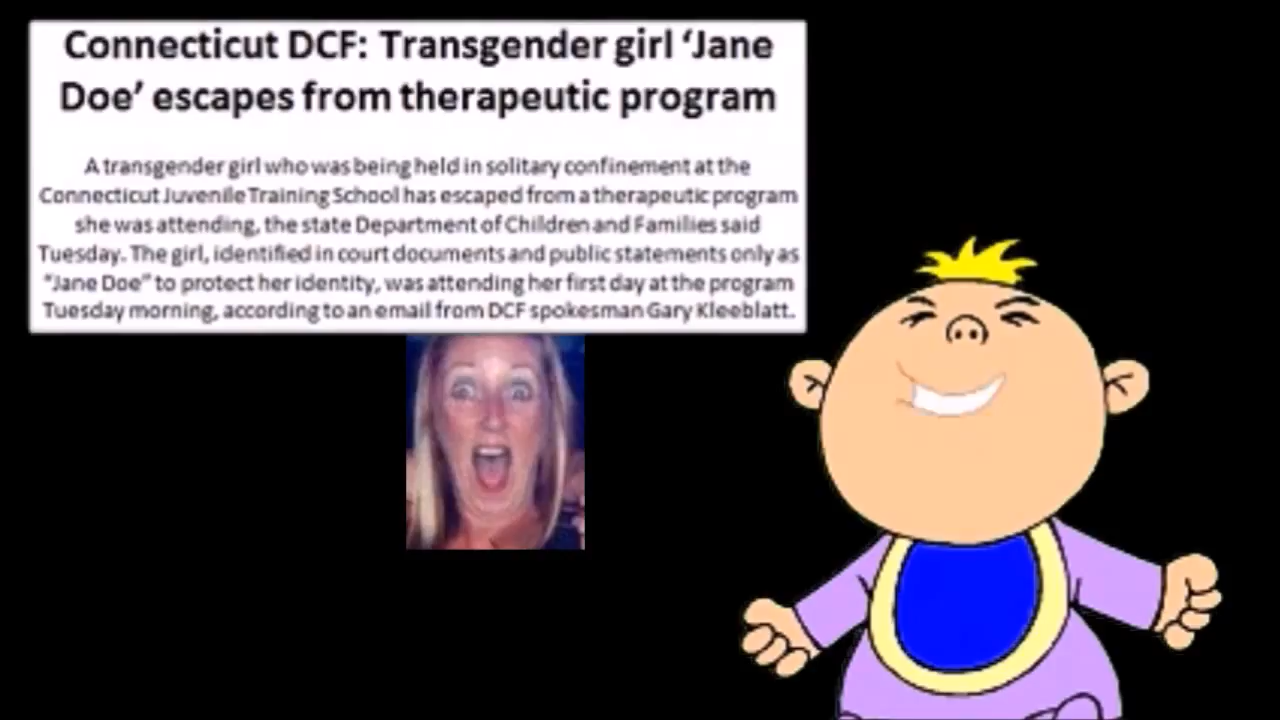 Connecticut DCF: Transgender girl ‘Jane
Doe’ escapes from therapeutic program
A transgender girl who was being held in solitary confinement at the
Connecticut Juvenile Training School has escaped from a therapeutic program
she was attending, the state Department of Children and Families said
Tuesday. The girl, identified in court documents and public statements only as
“Jane Doe” to protect her identity, was attending her first day at the program
Tuesday morning, according to an email from DCF spokesman Gary Kleeblatt.